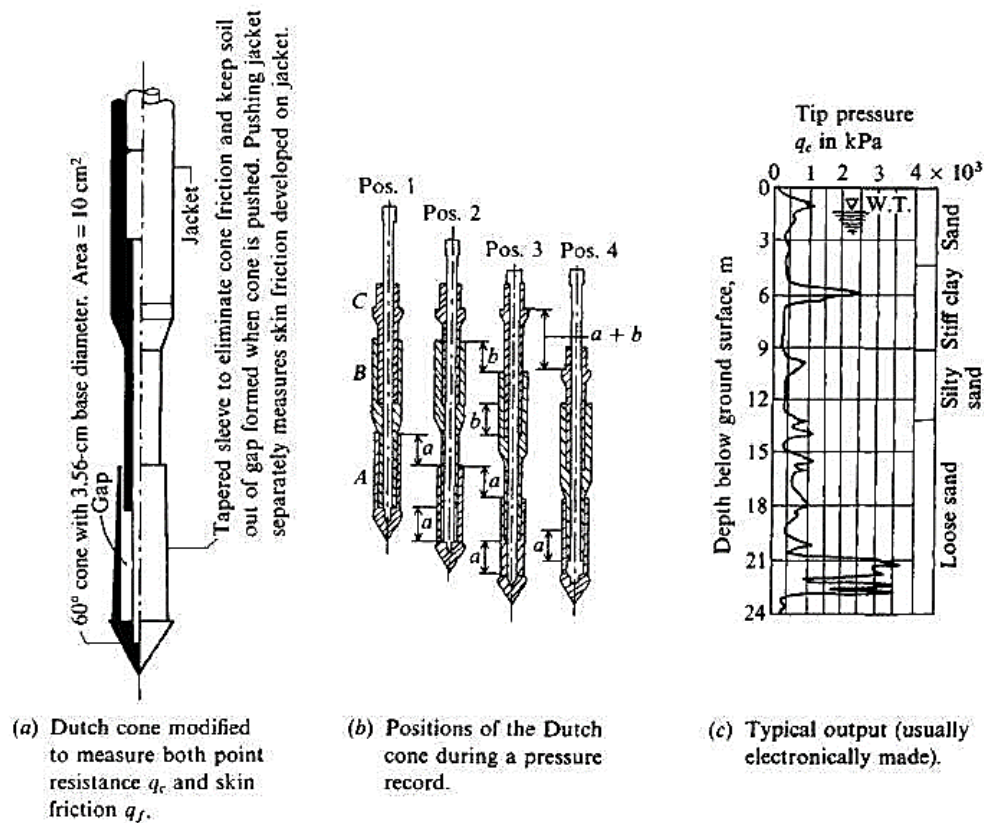 60° cone with 3.56-cm base diameter. Area = 10 cm²
Gap
Jacket
Tapered sleeve to eliminate cone friction and keep soil
out of gap formed when cone is pushed. Pushing jacket
separately measures skin friction developed on jacket.
(a) Dutch cone modified
to measure both point
resistance qc and skin
friction qf.
Pos. 1
Pos. 2
Pos. 3
Pos. 4
C
B
A
a
a
b
b
a
a
a + b
a
(b) Positions of the Dutch
cone during a pressure
record.
Tip pressure
qc in kPa
0 1 2 3 4 × 10³
0
3
6
9
12
15
18
21
24
Depth below ground surface, m
W.T.
Sand
Stiff clay
Silty
sand
Loose sand
(c) Typical output (usually
electronically made).